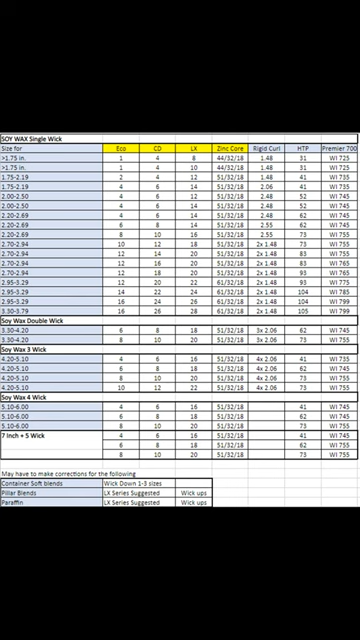 SOY WAX Single Wick
Size for Eco CD LX Zinc Core Rigid Curl HTP Premier 700
>1.75 in. 1 4 8 44/32/18 1.48 31 WI 725
>1.75 in. 1 4 10 44/32/18 1.48 31 WI 725
1.75-2.19 2 4 12 51/32/18 1.48 41 WI 735
1.75-2.19 4 6 14 51/32/18 2.06 41 WI 735
2.00-2.50 4 6 12 51/32/18 2.48 52 WI 745
2.00-2.50 4 6 14 51/32/18 2.48 52 WI 745
2.20-2.69 4 6 16 51/32/18 2.48 62 WI 745
2.20-2.69 6 8 14 51/32/18 2.55 62 WI 745
2.20-2.69 8 10 16 51/32/18 2.55 73 WI 755
2.70-2.94 10 12 18 51/32/18 2x 1.48 73 WI 755
2.70-2.94 12 14 20 51/32/18 2x 1.48 83 WI 755
2.70-2.94 12 16 20 51/32/18 2x 1.48 83 WI 765
2.70-2.94 12 18 20 51/32/18 2x 1.48 93 WI 765
2.95-3.29 12 20 22 61/32/18 2x 2.06 93 WI 775
2.95-3.29 14 22 24 51/32/18 2x 2.06 104 WI 785
2.95-3.29 16 24 26 51/32/18 2x 2.06 104 WI 799
3.30-3.79 16 26 28 51/32/18 2x 2.06 105 WI 799
Soy Wax Double Wick
3.30-4.20 6 8 16 51/32/18 3x 2.06 62 WI 745
3.30-4.20 8 10 20 51/32/18 3x 2.06 73 WI 755
Soy Wax 3 Wick
4.20-5.10 4 6 16 51/32/18 4x 2.06 41 WI 735
4.20-5.10 6 8 18 51/32/18 4x 2.06 62 WI 745
4.20-5.10 8 10 20 51/32/18 4x 2.06 73 WI 755
4.20-5.10 10 12 22 51/32/18 4x 2.06 73 WI 755
Soy Wax 4 Wick
5.10-6.00 4 6 16 51/32/18 41 WI 745
5.10-6.00 6 8 18 51/32/18 62 WI 745
5.10-6.00 8 10 20 51/32/18 73 WI 755
7 Inch + 5 Wick 4 6 16 51/32/18 41 WI 745
6 8 18 51/32/18 62 WI 755
8 10 20 51/32/18 73 WI 755
May have to make corrections for the following
Container Soft blends Wick Down 1-3 sizes
Pillar Blends LX Series Suggested Wick ups
Paraffin LX Series Suggested Wick ups